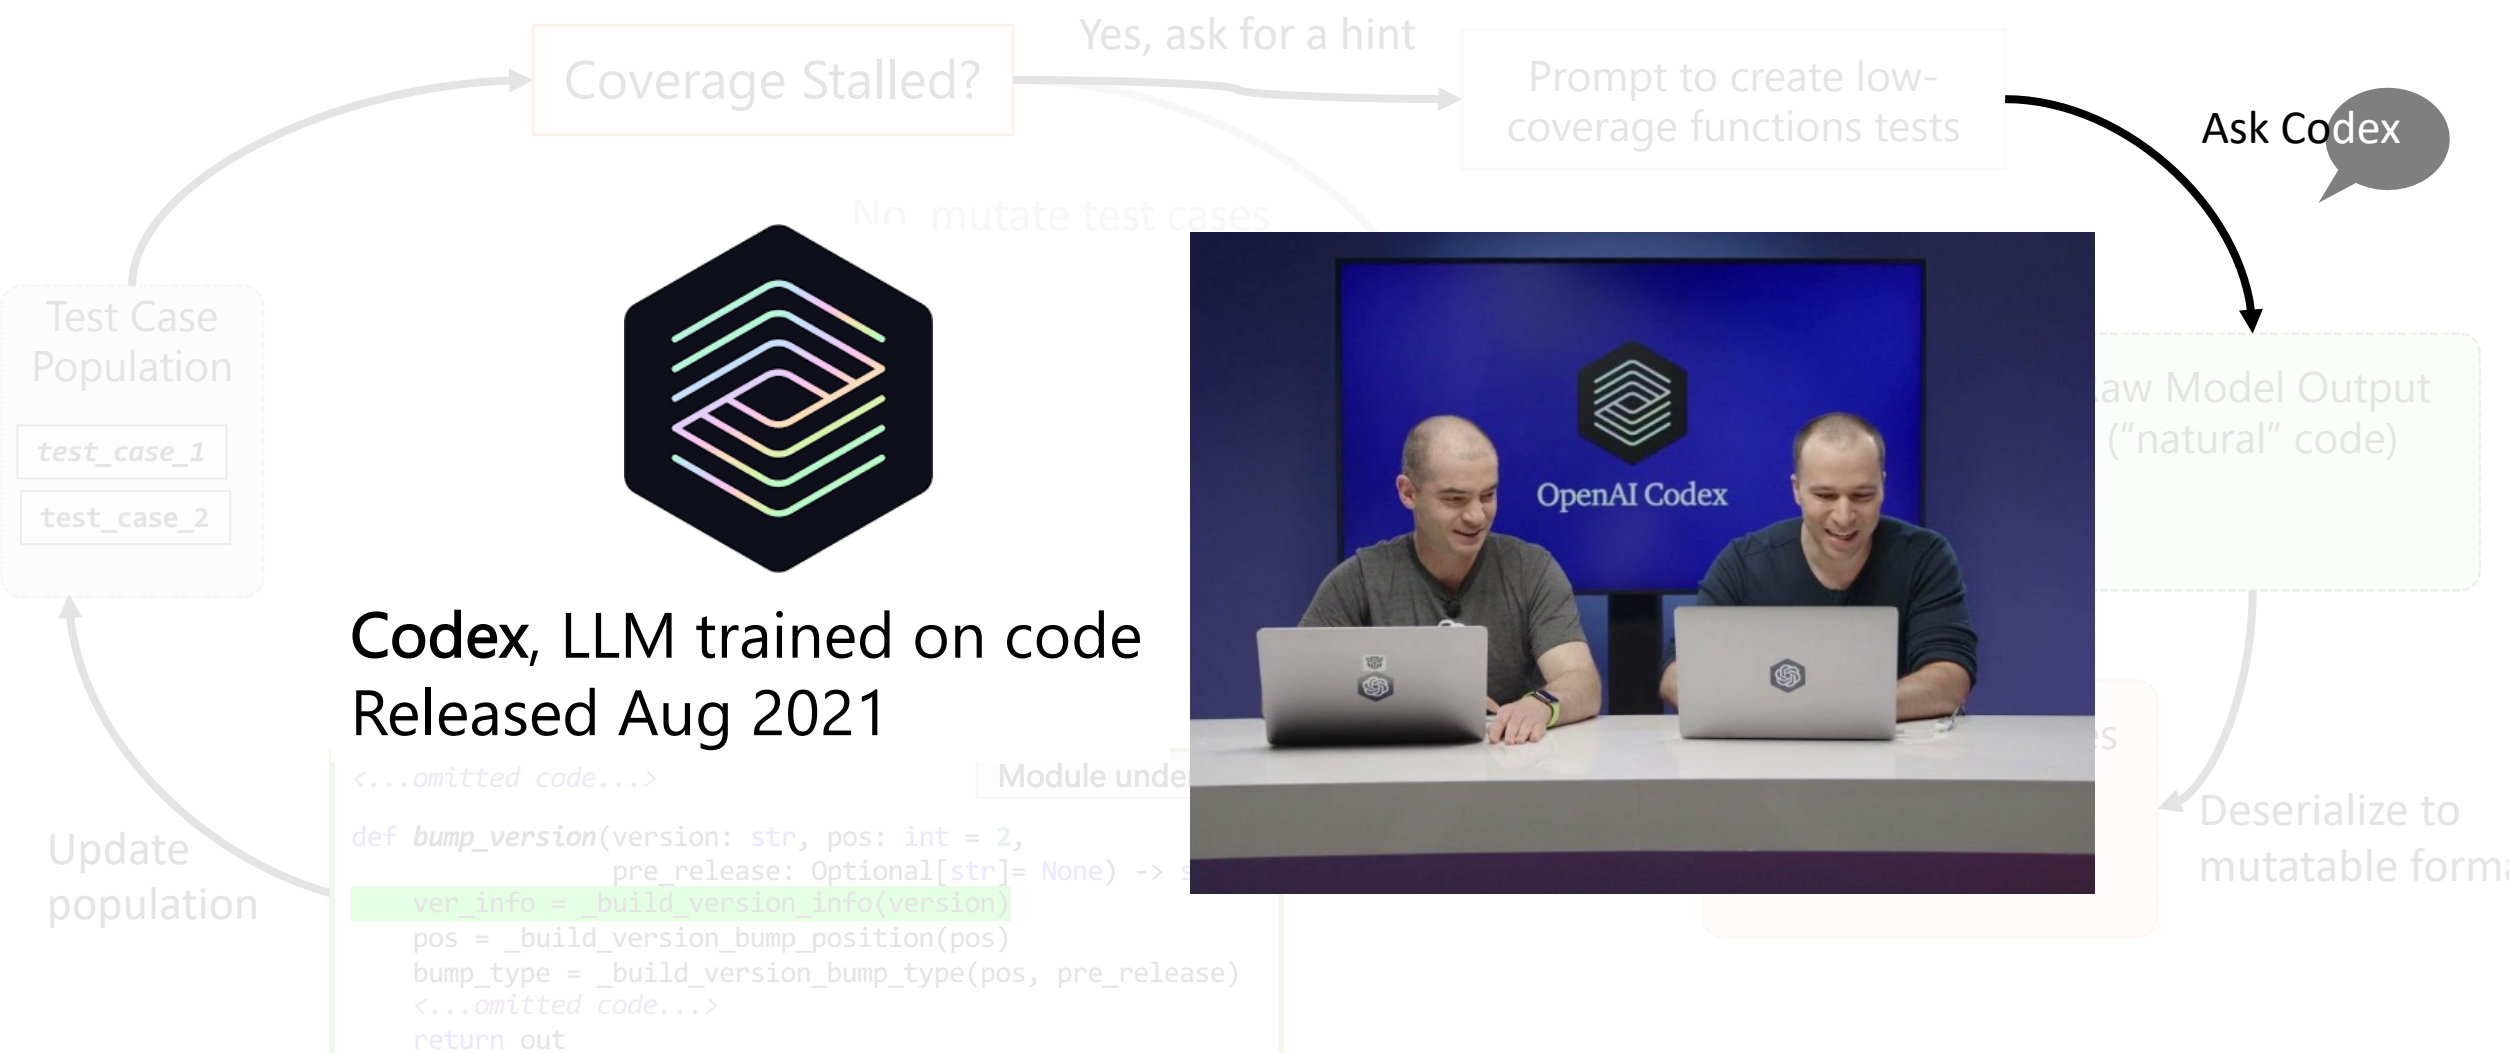 Yes, ask for a hint
Coverage Stalled?
Prompt to create low-
coverage functions tests
Ask Codex
No, mutate test cases
Test Case
Population
test_case_1
test_case_2
Raw Model Output
("natural" code)
OpenAI Codex
Codex, LLM trained on code
Released Aug 2021
<...omitted code...>
Module under
def bump_version(version: str, pos: int = 2,
pre_release: Optional[str]= None) -> s
ver_info = _build_version_info(version)
pos = _build_version_bump_position(pos)
bump_type = _build_version_bump_type(pos, pre_release)
<...omitted code...>
return out
Update
population
Deserialize to
mutatable forma